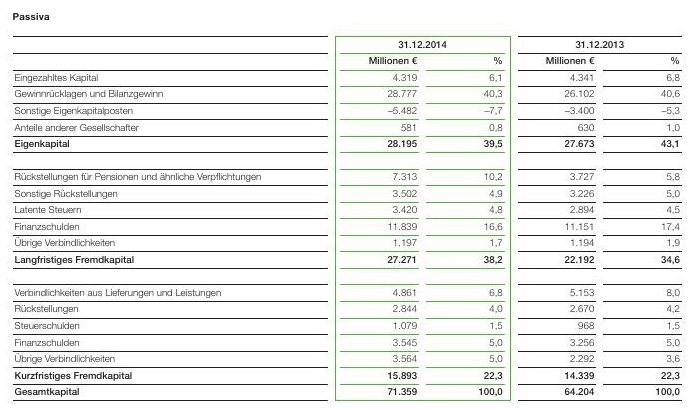 Passiva
31.12.2014 31.12.2013
Millionen € % Millionen € %
Eingezahltes Kapital 4.319 6,1 4.341 6,8
Gewinnrücklagen und Bilanzgewinn 28.777 40,3 26.102 40,6
Sonstige Eigenkapitalposten –5.482 –7,7 –3.400 –5,3
Anteile anderer Gesellschafter 581 0,8 630 1,0
Eigenkapital 28.195 39,5 27.673 43,1
Rückstellungen für Pensionen und ähnliche Verpflichtungen 7.313 10,2 3.727 5,8
Sonstige Rückstellungen 3.502 4,9 3.226 5,0
Latente Steuern 3.420 4,8 2.894 4,5
Finanzschulden 11.839 16,6 11.151 17,4
Übrige Verbindlichkeiten 1.197 1,7 1.194 1,9
Langfristiges Fremdkapital 27.271 38,2 22.192 34,6
Verbindlichkeiten aus Lieferungen und Leistungen 4.861 6,8 5.153 8,0
Rückstellungen 2.844 4,0 2.670 4,2
Steuerschulden 1.079 1,5 968 1,5
Finanzschulden 3.545 5,0 3.256 5,0
Übrige Verbindlichkeiten 3.564 5,0 2.292 3,6
Kurzfristiges Fremdkapital 15.893 22,3 14.339 22,3
Gesamtkapital 71.359 100,0 64.204 100,0